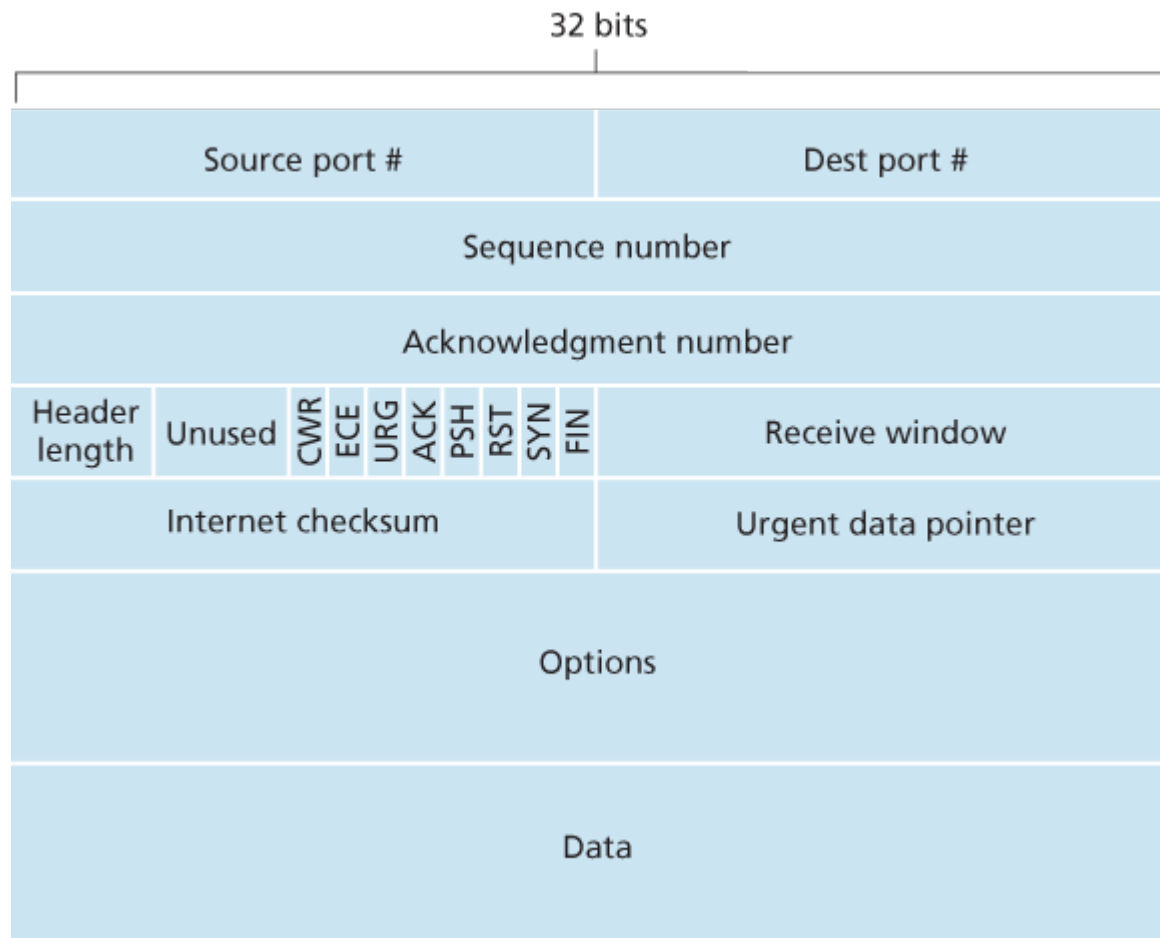 32 bits
Source port #
Dest port #
Sequence number
Acknowledgment number
Header
length
Unused
CWR
ECE
URG
ACK
PSH
RST
SYN
FIN
Receive window
Internet checksum
Urgent data pointer
Options
Data